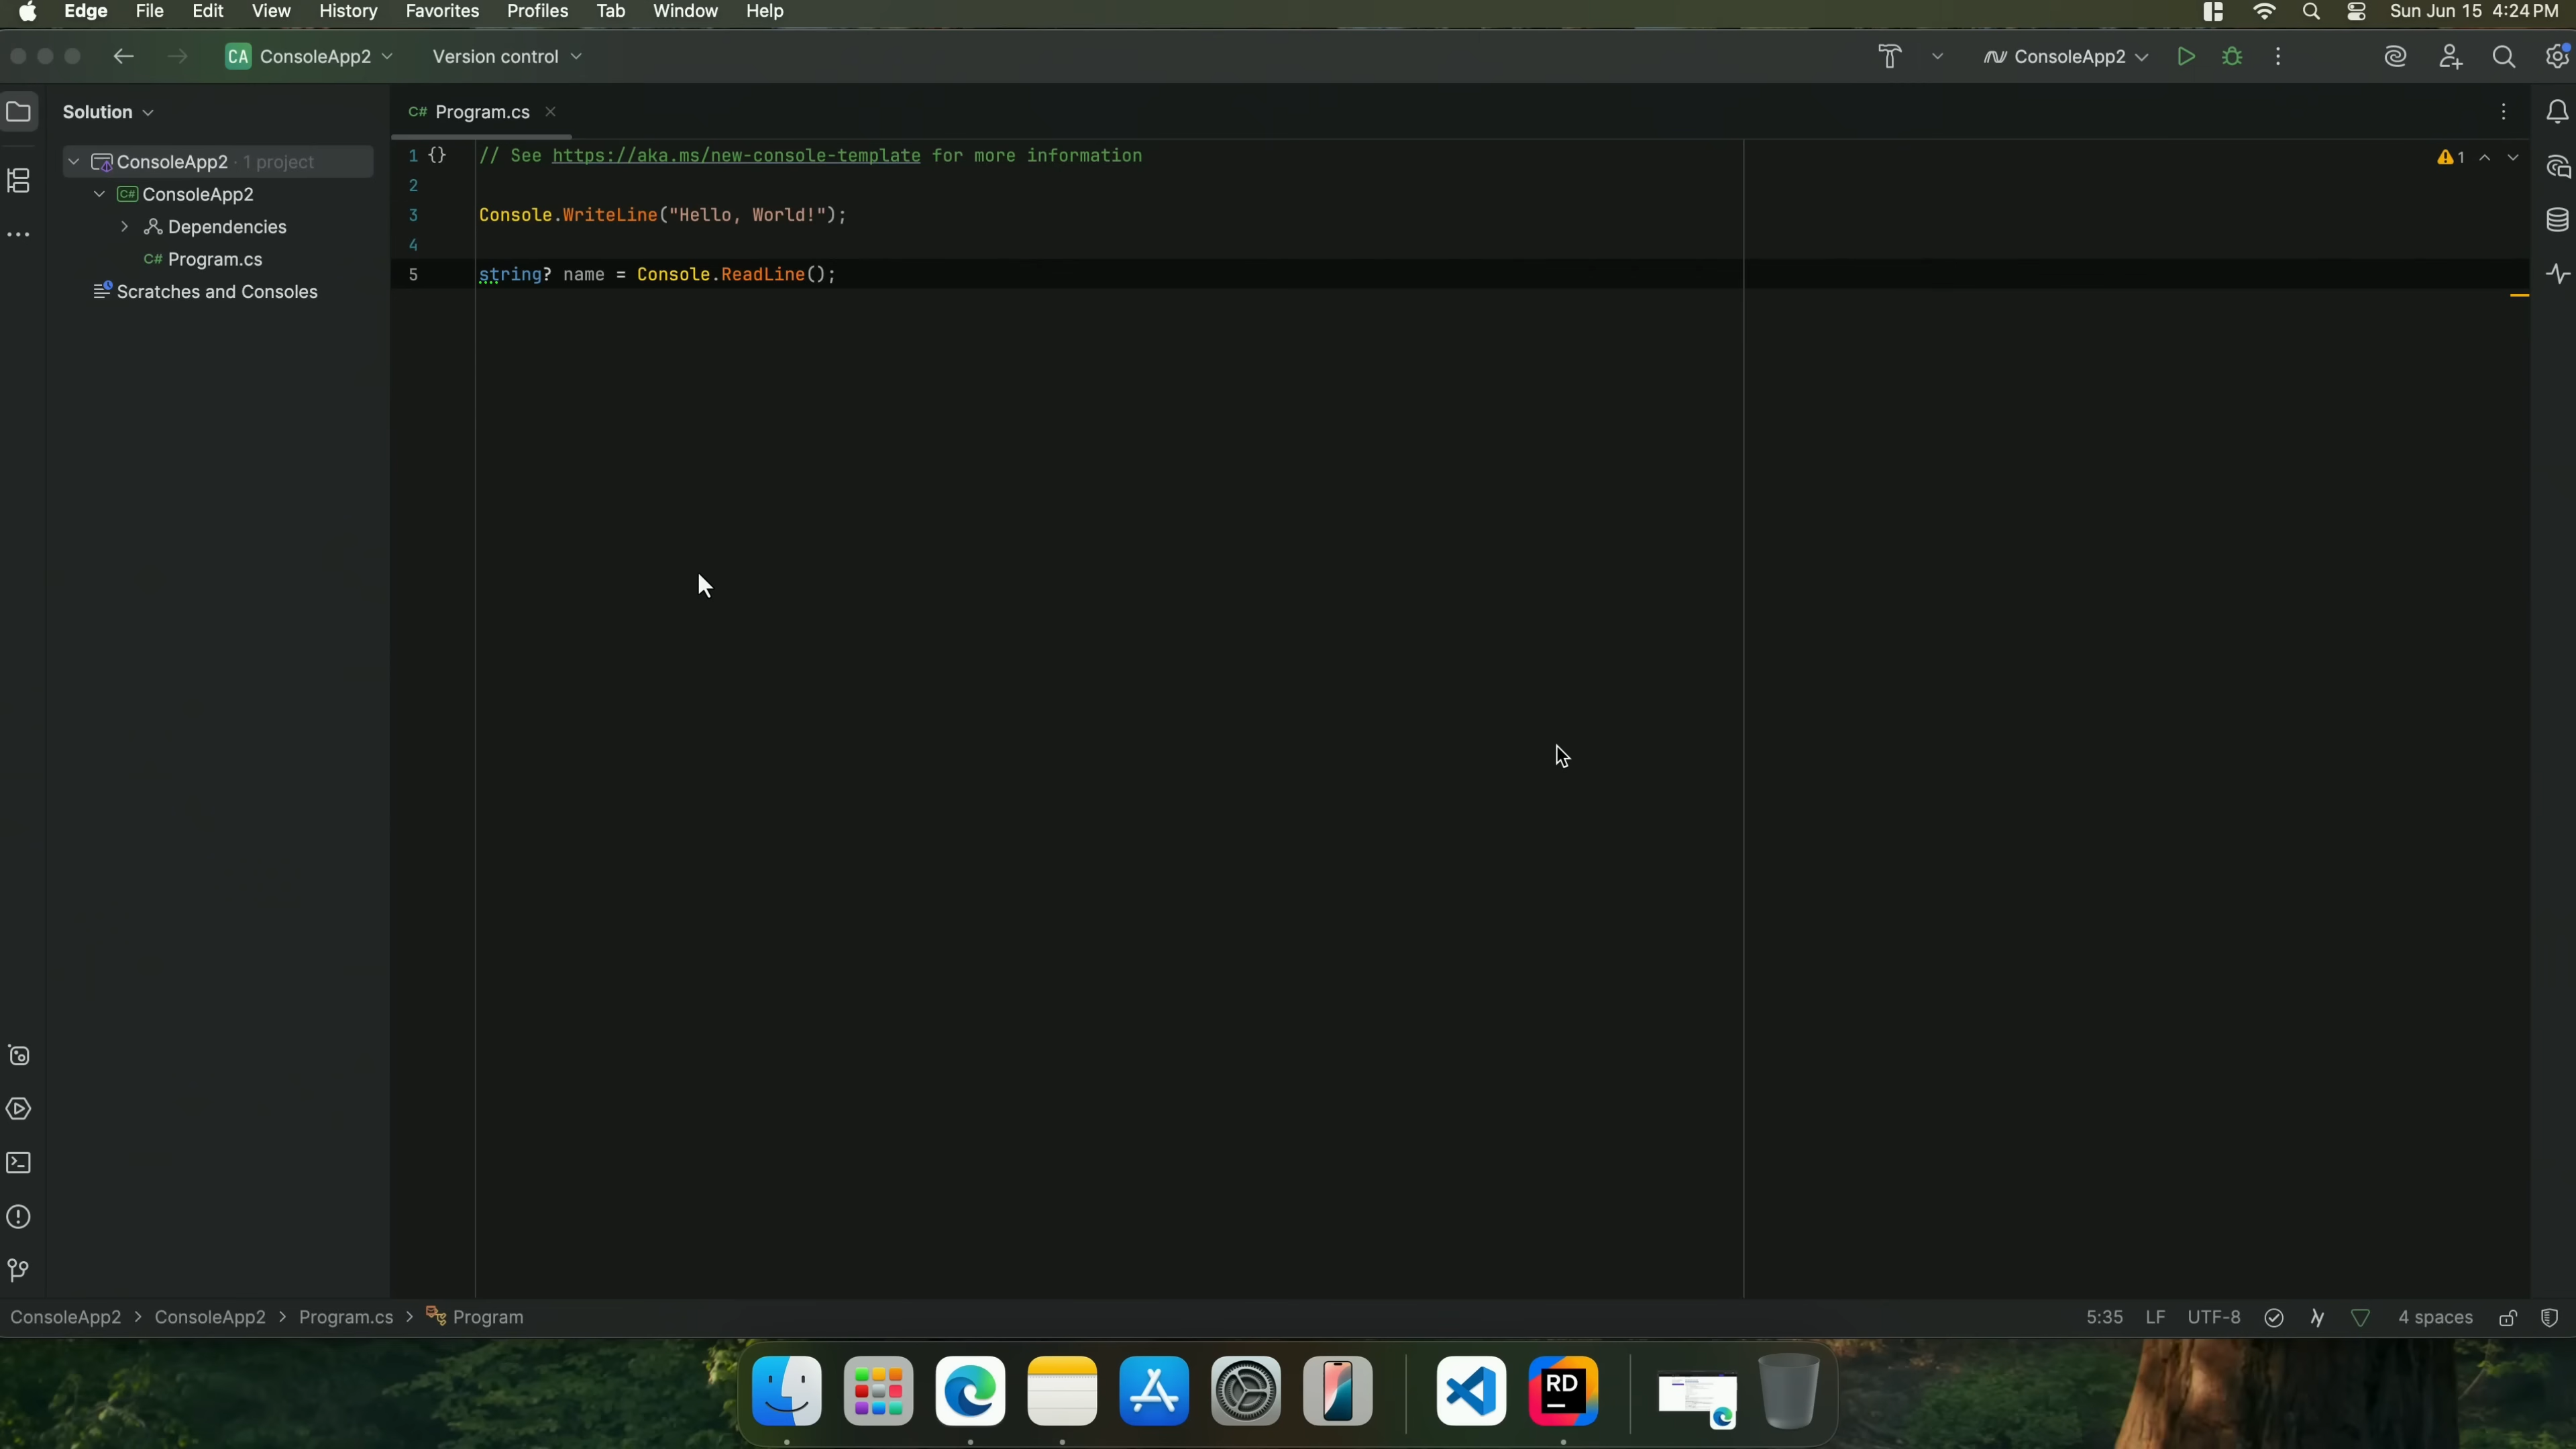 Edge File Edit View History Favorites Profiles Tab Window Help Sun Jun 15 4:24 PM
CA ConsoleApp2 Version control ConsoleApp2
Solution
C# Program.cs
ConsoleApp2 · 1 project
C# ConsoleApp2
Dependencies
C# Program.cs
Scratches and Consoles
1 {} // See https://aka.ms/new-console-template for more information
1
2
3 Console.WriteLine("Hello, World!");
4
5 string? name = Console.ReadLine();
ConsoleApp2 > ConsoleApp2 > Program.cs > Program 5:35 LF UTF-8 4 spaces
RD